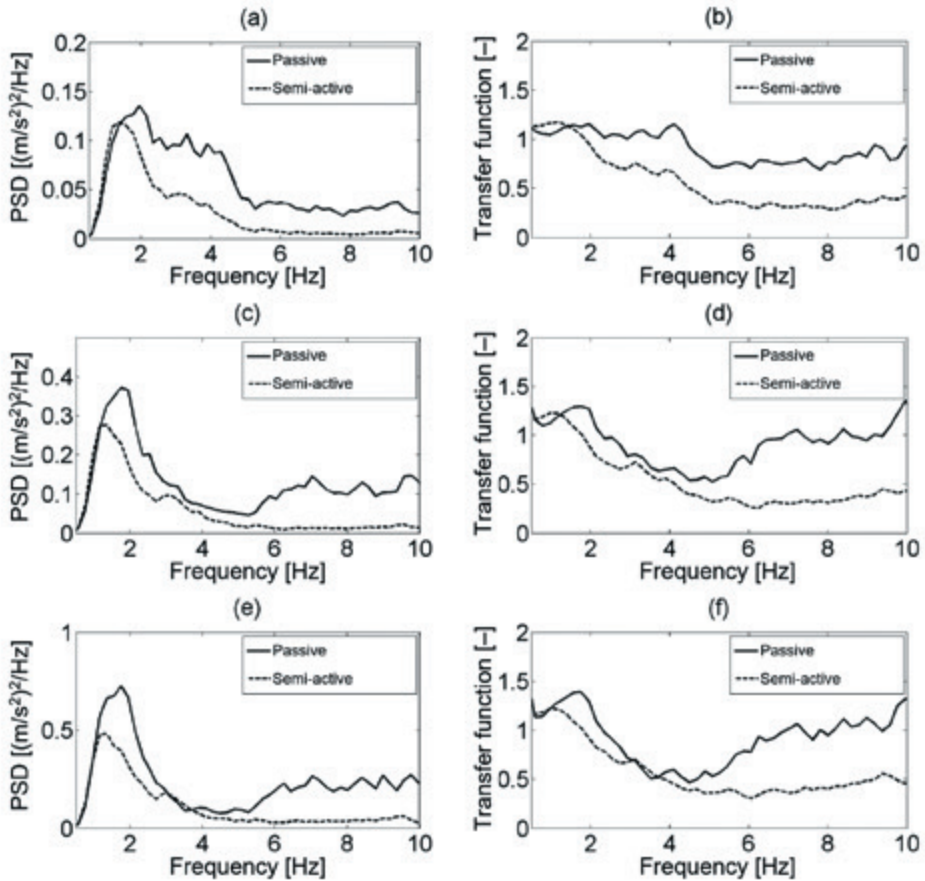 (a)
PSD [(m/s²)²/Hz]
0.2
0.15
0.1
0.05
0
Passive
Semi-active
2 4 6 8 10
Frequency [Hz]
(b)
Transfer function [–]
2
1.5
1
0.5
0
Passive
Semi-active
2 4 6 8 10
Frequency [Hz]
(c)
PSD [(m/s²)²/Hz]
0.4
0.3
0.2
0.1
0
Passive
Semi-active
2 4 6 8 10
Frequency [Hz]
(d)
Transfer function [–]
2
1.5
1
0.5
0
Passive
Semi-active
2 4 6 8 10
Frequency [Hz]
(e)
PSD [(m/s²)²/Hz]
1
0.5
0
Passive
Semi-active
2 4 6 8 10
Frequency [Hz]
(f)
Transfer function [–]
2
1.5
1
0.5
0
Passive
Semi-active
2 4 6 8 10
Frequency [Hz]